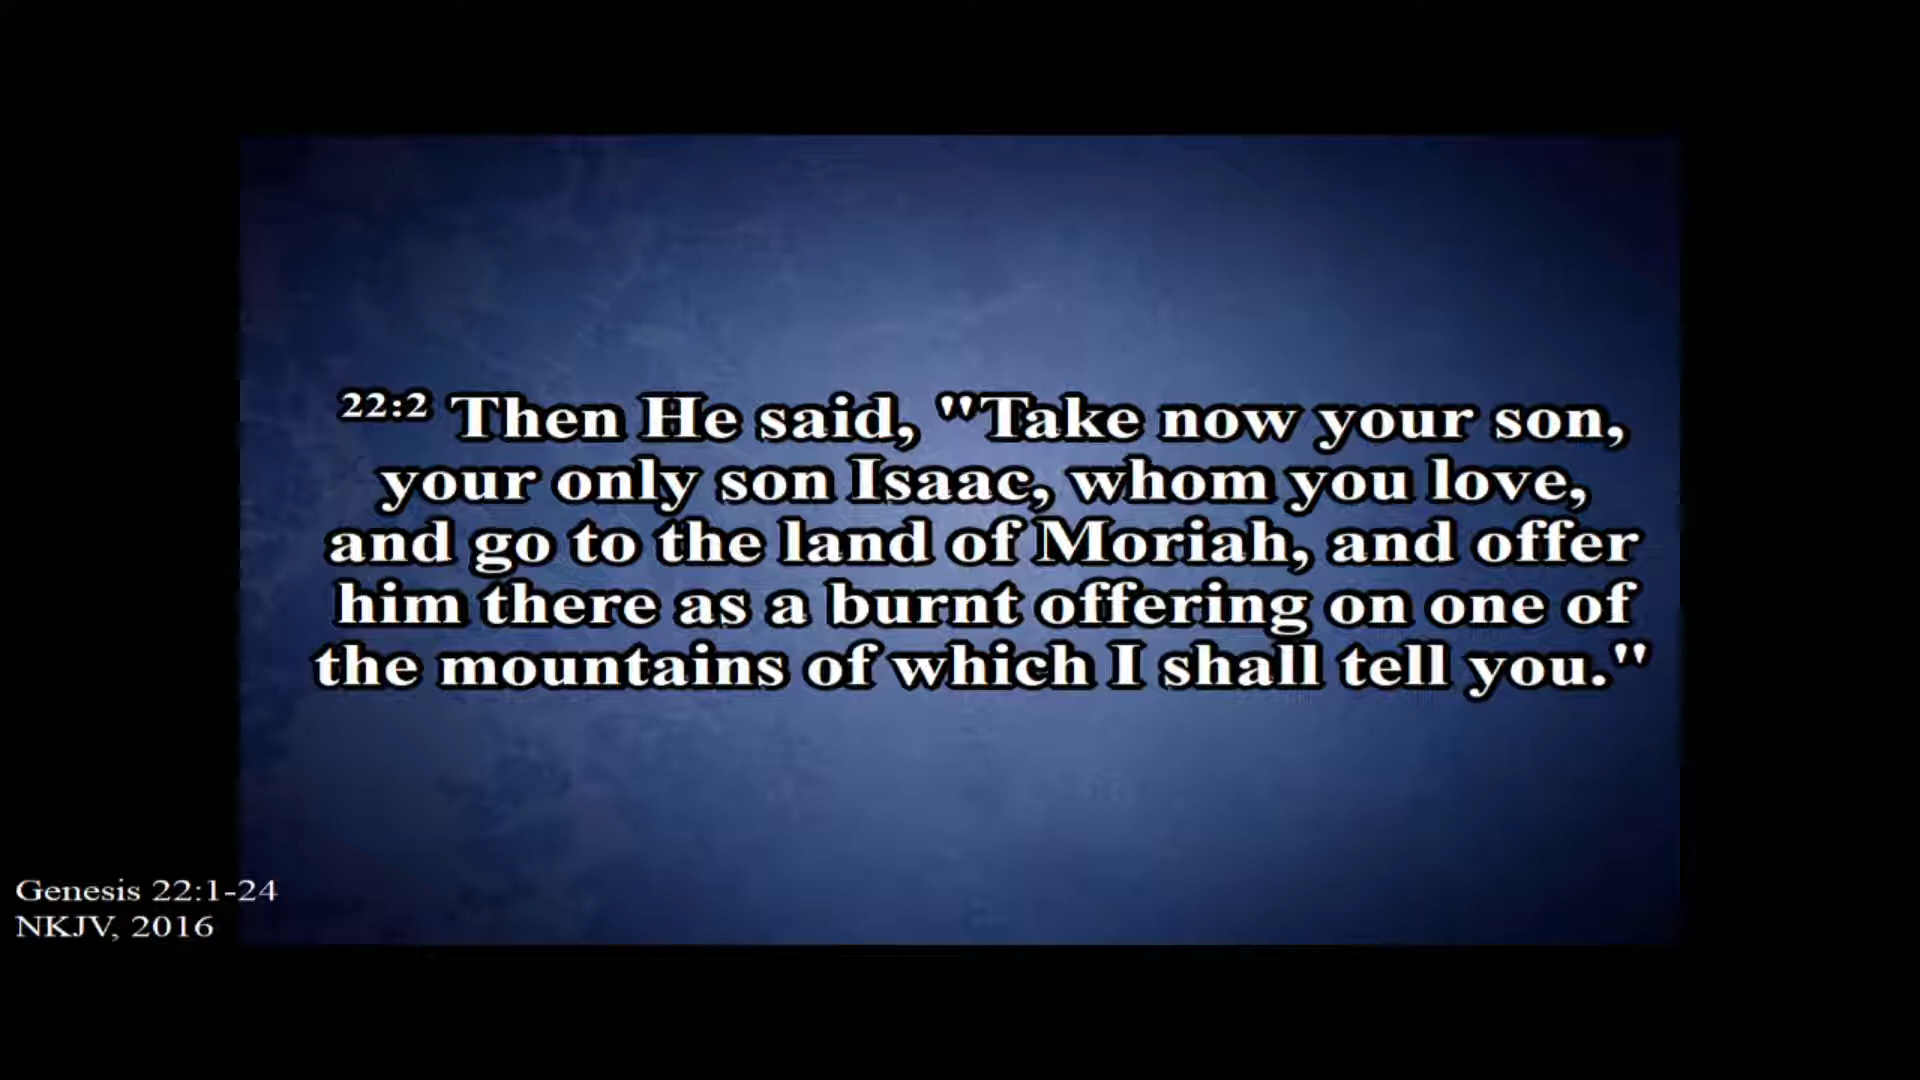 22:2 Then He said, "Take now your son,
your only son Isaac, whom you love,
and go to the land of Moriah, and offer
him there as a burnt offering on one of
the mountains of which I shall tell you."
Genesis 22:1-24
NKJV, 2016